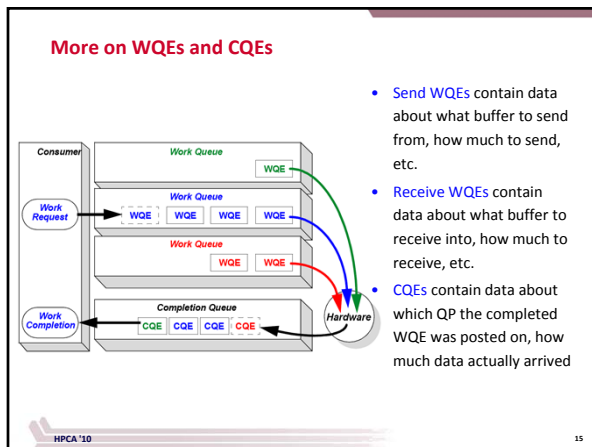 More on WQEs and CQEs
Consumer
Work
Request
Work
Completion
Work Queue
WQE
Work Queue
WQE WQE WQE WQE
Work Queue
WQE WQE
Completion Queue
CQE CQE CQE CQE
Hardware
• Send WQEs contain data
about what buffer to send
from, how much to send,
etc.
• Receive WQEs contain
data about what buffer to
receive into, how much to
receive, etc.
• CQEs contain data about
which QP the completed
WQE was posted on, how
much data actually arrived
HPCA '10
15